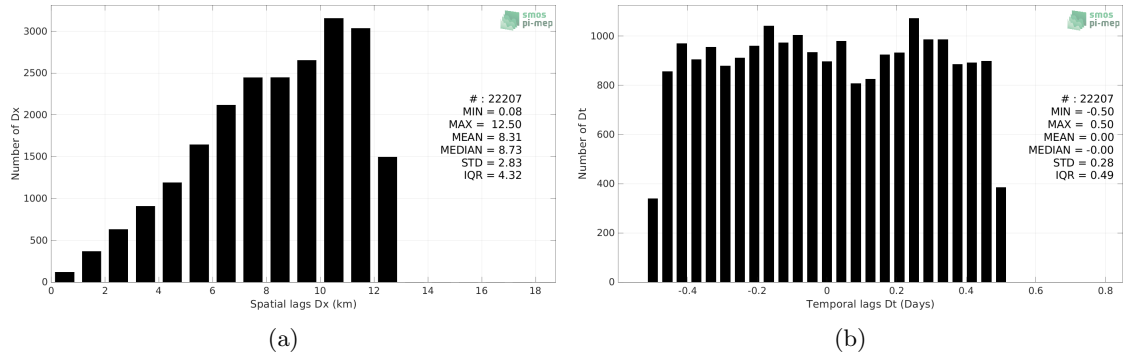 3000
2500
2000
1500
1000
500
0
Number of Dx
smos
pi-mep
# : 22207
MIN = 0.08
MAX = 12.50
MEAN = 8.31
MEDIAN = 8.73
STD = 2.83
IQR = 4.32
0 2 4 6 8 10 12 14 16 18
Spatial lags Dx (km)
(a)
1000
800
600
400
200
0
Number of Dt
smos
pi-mep
# : 22207
MIN = -0.50
MAX = 0.50
MEAN = 0.00
MEDIAN = -0.00
STD = 0.28
IQR = 0.49
-0.4 -0.2 0 0.2 0.4 0.6 0.8
Temporal lags Dt (Days)
(b)